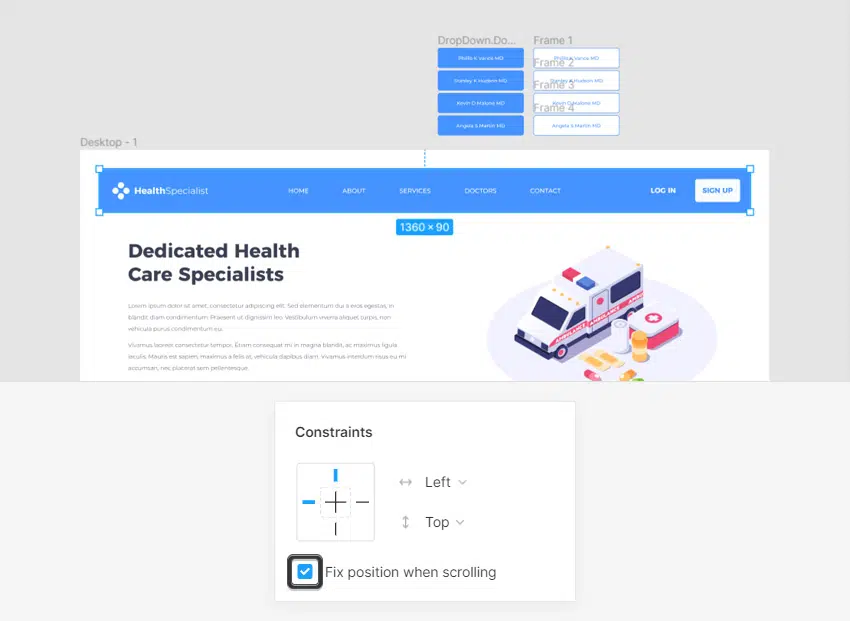 DropDown.Do...
Frame 1
Phillis K Vance MD
Frame 2
Stanley K Hudson MD
Frame 3
Kevin D Malone MD
Frame 4
Angela S Martin MD
Phillis K Vance MD
Stanley K Hudson MD
Kevin D Malone MD
Angela S Martin MD
Desktop - 1
HealthSpecialist
HOME
ABOUT
SERVICES
DOCTORS
CONTACT
LOG IN
SIGN UP
1360 × 90
Dedicated Health
Care Specialists
Lorem ipsum dolor sit amet, consectetur adipiscing elit. Sed elementum dui a eros egestas, in
blandit diam condimentum. Praesent ut dignissim leo. Vestibulum viverra aliquet turpis, non
vehicula purus condimentum eu.
Vivamus laoreet consectetur tempor. Etiam consequat mi in magna blandit, ac maximus ligula
iaculis. Mauris est sapien, maximus a felis at, vehicula dapibus diam. Vivamus interdum risus eu mi
accumsan, nec placerat sem pellentesque.
AMBULANCE
AMBULANCE
Constraints
Left
Top
Fix position when scrolling